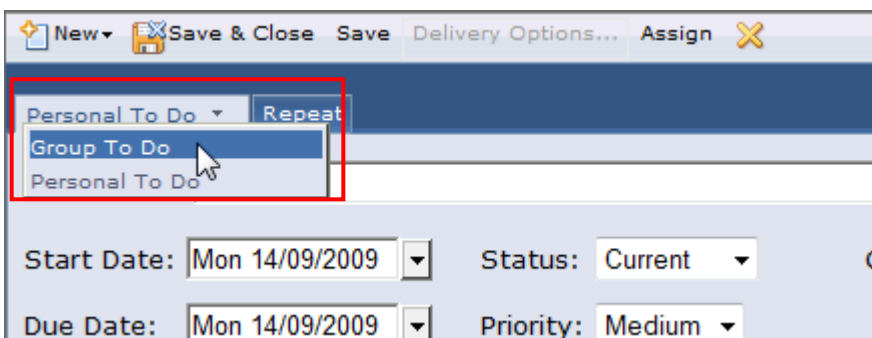 New Save & Close Save Delivery Options... Assign
Personal To Do Repeat
Group To Do
Personal To Do
Start Date: Mon 14/09/2009 Status: Current
Due Date: Mon 14/09/2009 Priority: Medium